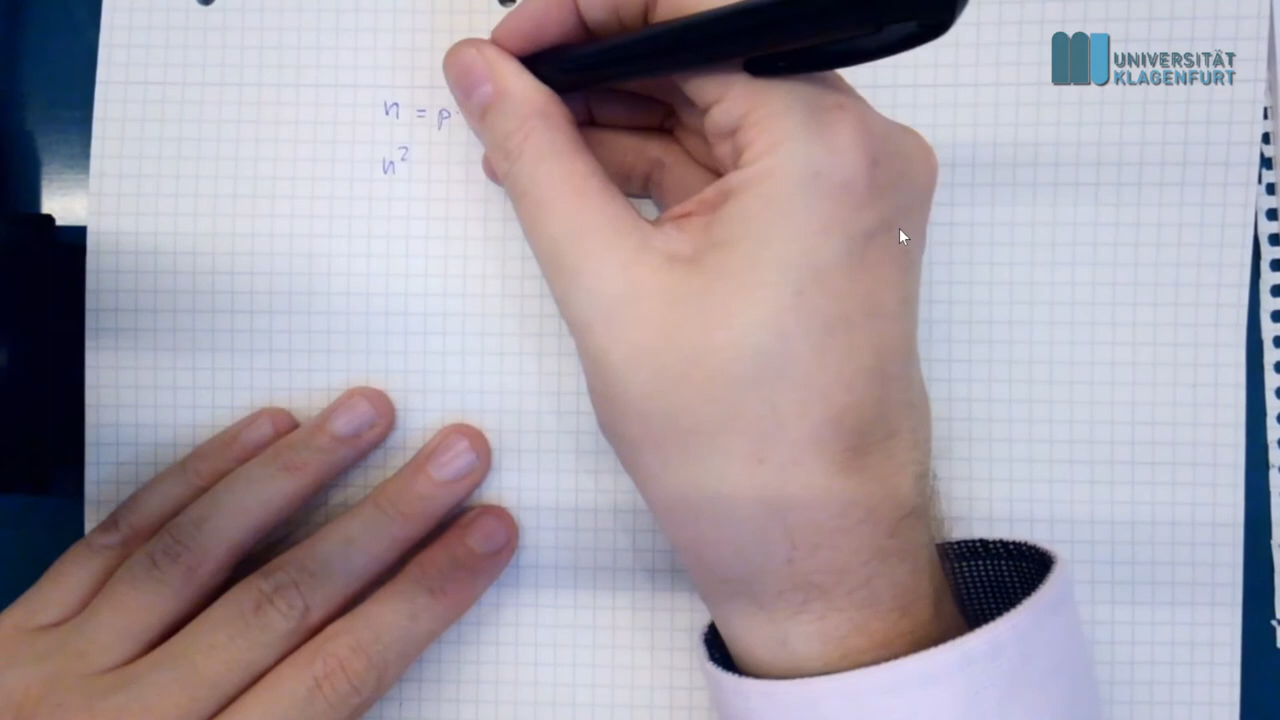 UNIVERSITÄT
KLAGENFURT
n = p ·
n²